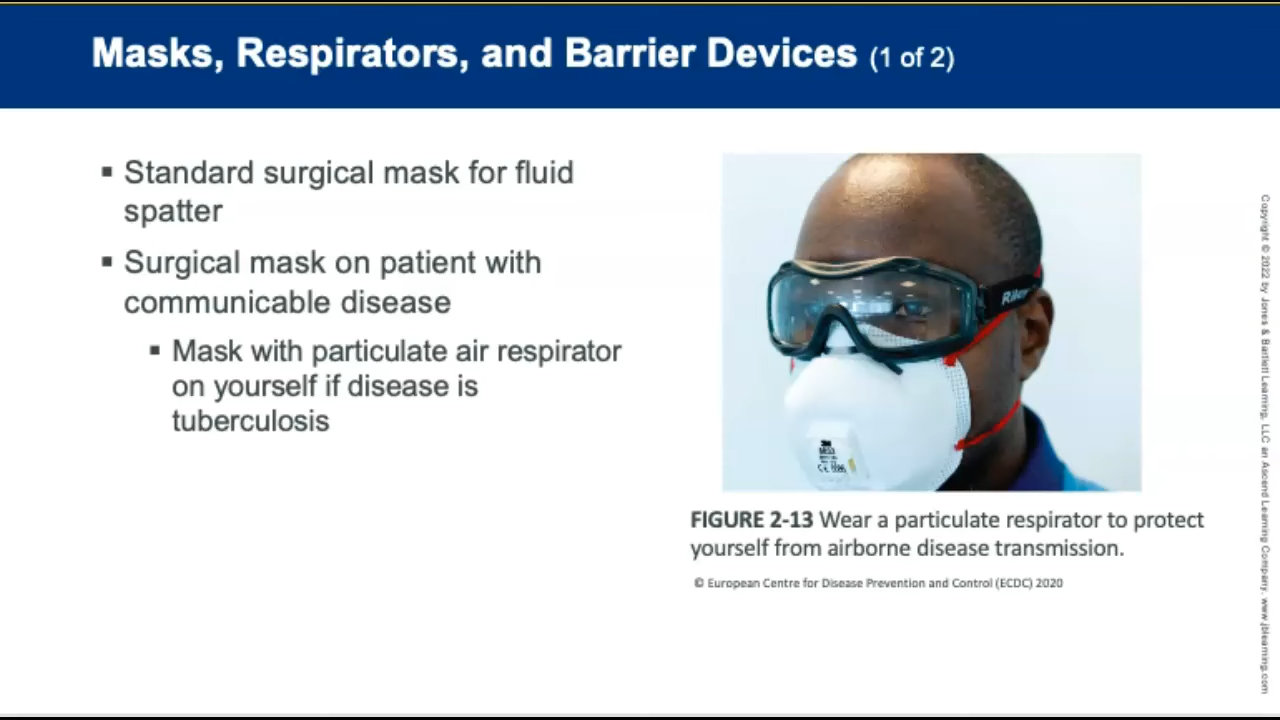 Masks, Respirators, and Barrier Devices (1 of 2)
▪ Standard surgical mask for fluid
spatter
▪ Surgical mask on patient with
communicable disease
▪ Mask with particulate air respirator
on yourself if disease is
tuberculosis
3M
FIGURE 2-13 Wear a particulate respirator to protect
yourself from airborne disease transmission.
© European Centre for Disease Prevention and Control (ECDC) 2020
Copyright © 2022 by Jones & Bartlett Learning, LLC an Ascend Learning Company. www.jblearning.com